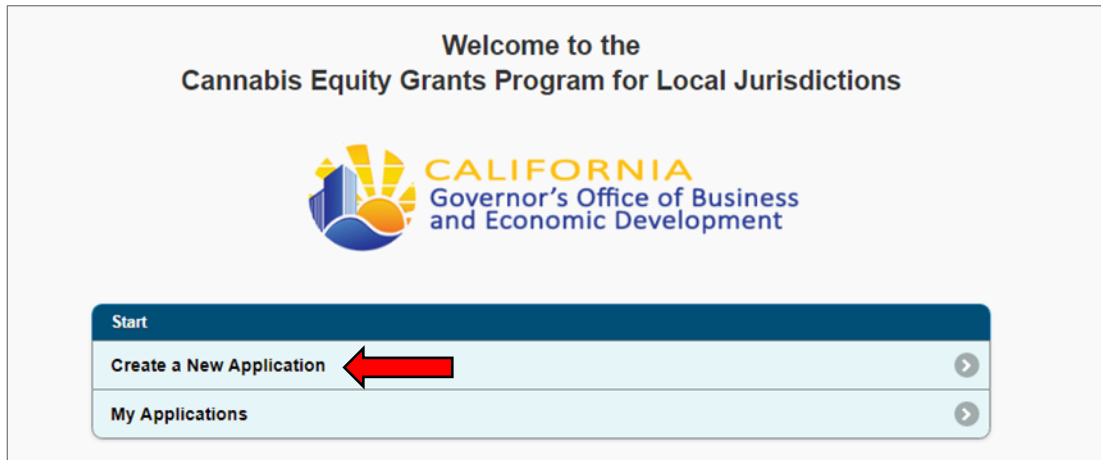 Welcome to the
Cannabis Equity Grants Program for Local Jurisdictions
CALIFORNIA
Governor's Office of Business
and Economic Development
Start
Create a New Application
My Applications